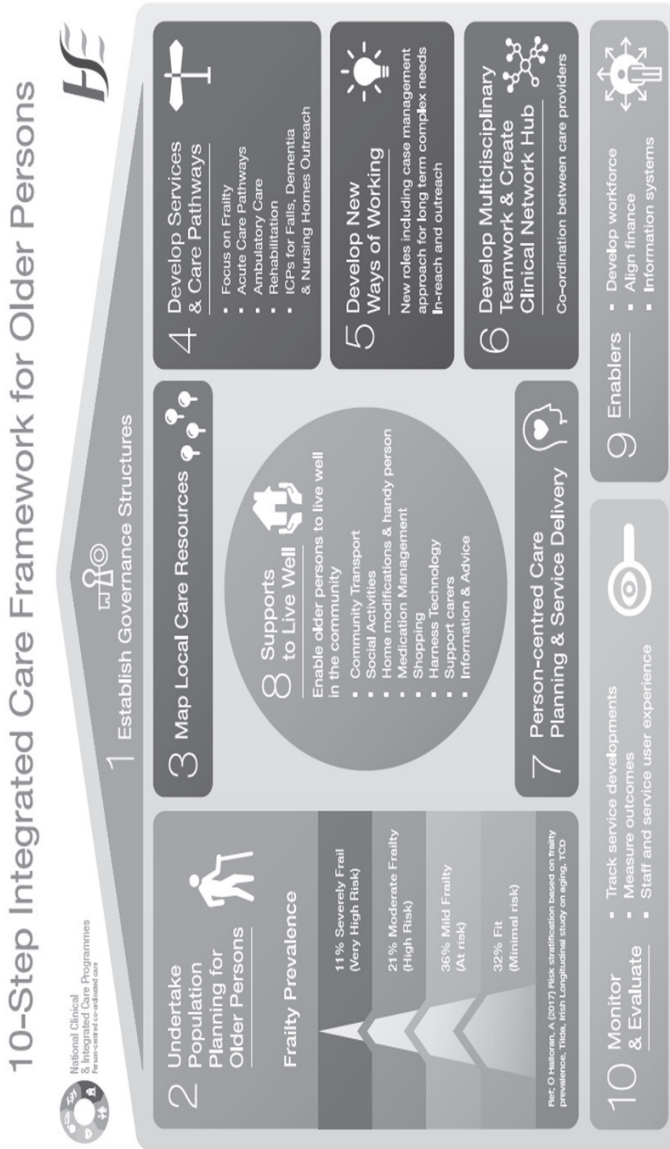 10-Step Integrated Care Framework for Older Persons
National Clinical
& Integrated Care Programmes
Person-centred co-ordinated care
HSE
1 Establish Governance Structures
2 Undertake
Population
Planning for
Older Persons
Frailty Prevalence
11% Severely Frail
(Very High Risk)
21% Moderate Frailty
(High Risk)
36% Mild Frailty
(At risk)
32% Fit
(Minimal risk)
Ref; O Halloran, A (2017) Risk stratification based on frailty
prevalence, Tilda, Irish Longitudinal study on aging, TCD
3 Map Local Care Resources
4 Develop Services
& Care Pathways
▪ Focus on Frailty
▪ Acute Care Pathways
▪ Ambulatory Care
▪ Rehabilitation
▪ ICPs for Falls, Dementia
& Nursing Homes Outreach
5 Develop New
Ways of Working
New roles including case management
approach for long term complex needs
In-reach and outreach
6 Develop Multidisciplinary
Teamwork & Create
Clinical Network Hub
Co-ordination between care providers
7 Person-centred Care
Planning & Service Delivery
8 Supports
to Live Well
Enable older persons to live well
in the community
▪ Community Transport
▪ Social Activities
▪ Home modifications & handy person
▪ Medication Management
▪ Shopping
▪ Harness Technology
▪ Support carers
▪ Information & Advice
9 Enablers
▪ Develop workforce
▪ Align finance
▪ Information systems
10 Monitor
& Evaluate
▪ Track service developments
▪ Measure outcomes
▪ Staff and service user experience